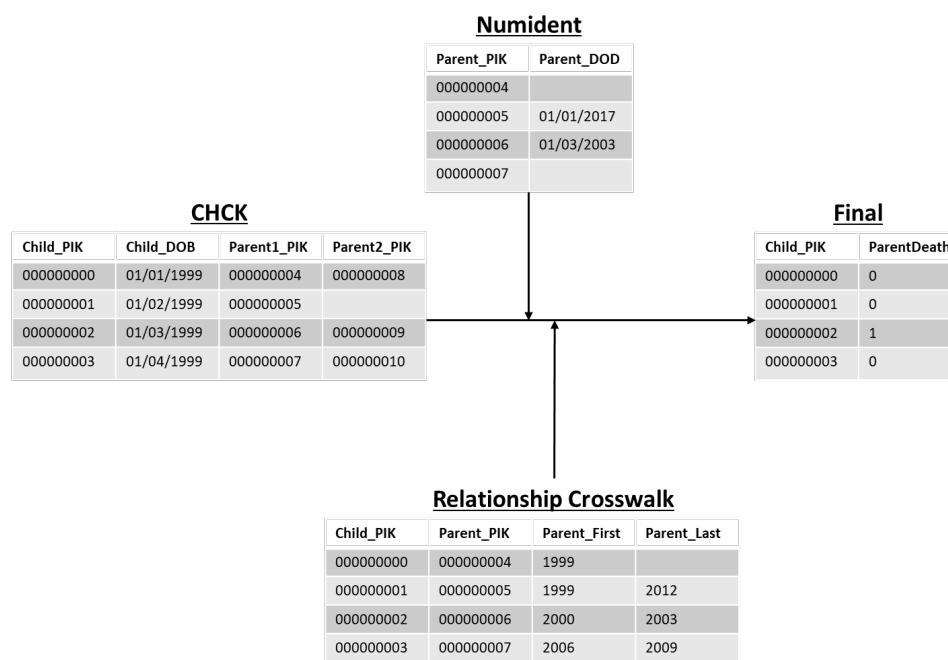 Numident
Parent_PIK Parent_DOD
000000004
000000005 01/01/2017
000000006 01/03/2003
000000007
CHCK
Child_PIK Child_DOB Parent1_PIK Parent2_PIK
000000000 01/01/1999 000000004 000000008
000000001 01/02/1999 000000005
000000002 01/03/1999 000000006 000000009
000000003 01/04/1999 000000007 000000010
Final
Child_PIK ParentDeath
000000000 0
000000001 0
000000002 1
000000003 0
Relationship Crosswalk
Child_PIK Parent_PIK Parent_First Parent_Last
000000000 000000004 1999
000000001 000000005 1999 2012
000000002 000000006 2000 2003
000000003 000000007 2006 2009